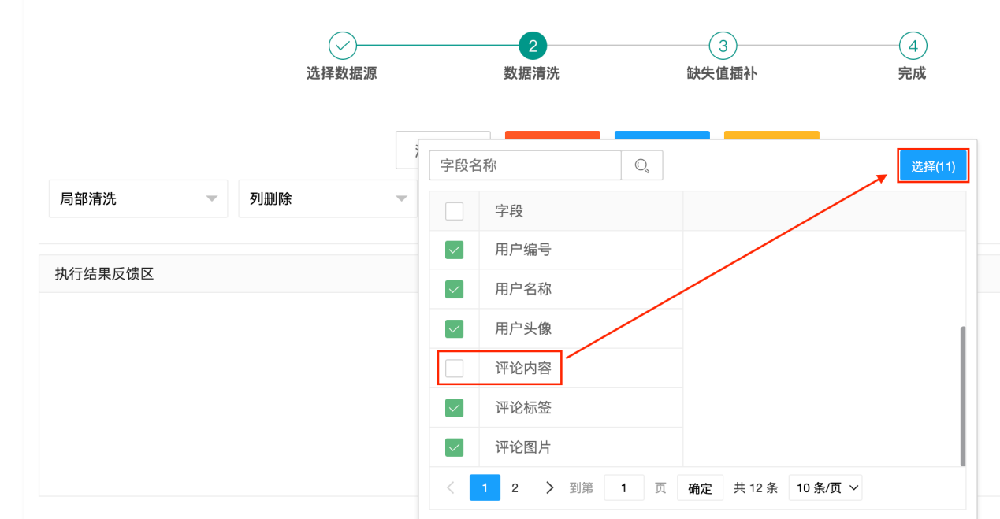 2
3
4
选择数据源
数据清洗
缺失值插补
完成
字段名称
选择(11)
局部清洗
列删除
字段
用户编号
执行结果反馈区
用户名称
用户头像
评论内容
评论标签
评论图片
1 2 到第 1 页 确定 共 12 条 10 条/页